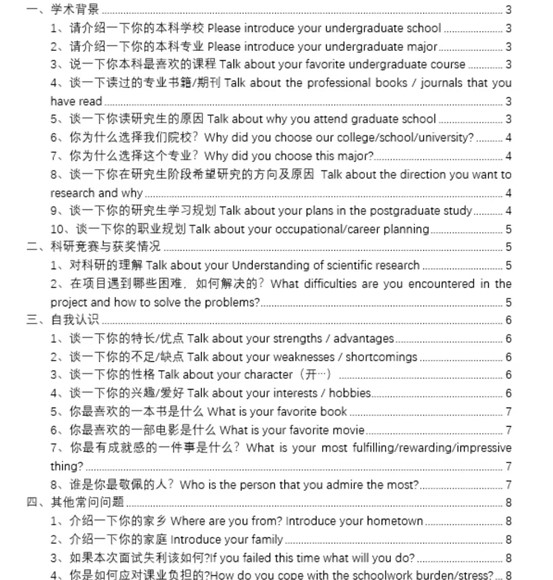 一、学术背景 3
1、请介绍一下你的本科学校 Please introduce your undergraduate school 3
2、请介绍一下你的本科专业 Please introduce your undergraduate major 3
3、说一下你本科最喜欢的课程 Talk about your favorite undergraduate course 3
4、谈一下读过的专业书籍/期刊 Talk about the professional books / journals that you
have read 3
5、谈一下你读研究生的原因 Talk about why you attend graduate school 3
6、你为什么选择我们院校？Why did you choose our college/school/university? 4
7、你为什么选择这个专业？Why did you choose this major? 4
8、谈一下你在研究生阶段希望研究的方向及原因 Talk about the direction you want to
research and why 4
9、谈一下你的研究生学习规划 Talk about your plans in the postgraduate study 4
10、谈一下你的职业规划 Talk about your occupational/career planning 5
二、科研竞赛与获奖情况 5
1、对科研的理解 Talk about your Understanding of scientific research 5
2、在项目遇到哪些困难，如何解决的？What difficulties are you encountered in the
project and how to solve the problems? 5
三、自我认识 6
1、谈一下你的特长/优点 Talk about your strengths / advantages 6
2、谈一下你的不足/缺点 Talk about your weaknesses / shortcomings 6
3、谈一下你的性格 Talk about your character（开…） 6
4、谈一下你的兴趣/爱好 Talk about your interests / hobbies 6
5、你最喜欢的一本书是什么 What is your favorite book 7
6、你最喜欢的一部电影是什么 What is your favorite movie 7
7、你最有成就感的一件事是什么？What is your most fulfilling/rewarding/impressive
thing? 7
8、谁是你最敬佩的人？Who is the person that you admire the most? 7
四、其他常问问题 8
1、介绍一下你的家乡 Where are you from? Introduce your hometown 8
2、介绍一下你的家庭 Introduce your family 8
3、如果本次面试失利该如何?If you failed this time what will you do? 8
4、你是如何应对课业负担的?How do you cope with the schoolwork burden/stress? 8